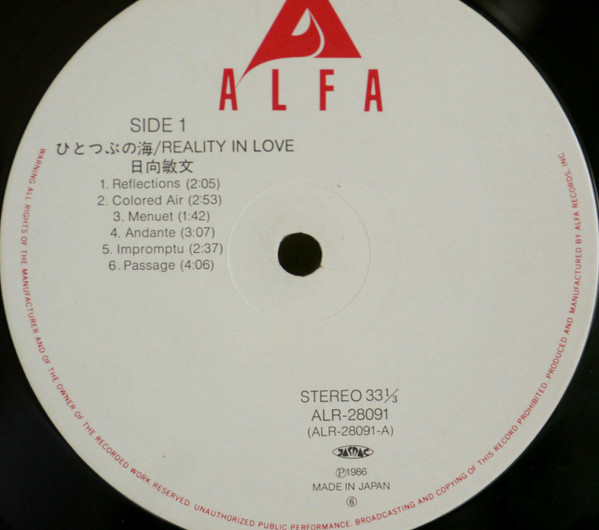 ALFA
SIDE 1
ひとつぶの海/REALITY IN LOVE
日向敏文
1. Reflections (2:05)
2. Colored Air (2:53)
3. Menuet (1:42)
4. Andante (3:07)
5. Impromptu (2:37)
6. Passage (4:06)
STEREO 33⅓
ALR-28091
(ALR-28091-A)
JASRAC
Ⓟ1986
MADE IN JAPAN
⑥
WARNING: ALL RIGHTS OF THE MANUFACTURER AND OF THE OWNER OF THE RECORDED WORK RESERVED. UNAUTHORIZED PUBLIC PERFORMANCE, BROADCASTING AND COPYING OF THIS RECORD PROHIBITED. PRODUCED AND MANUFACTURED BY ALFA RECORDS, INC.